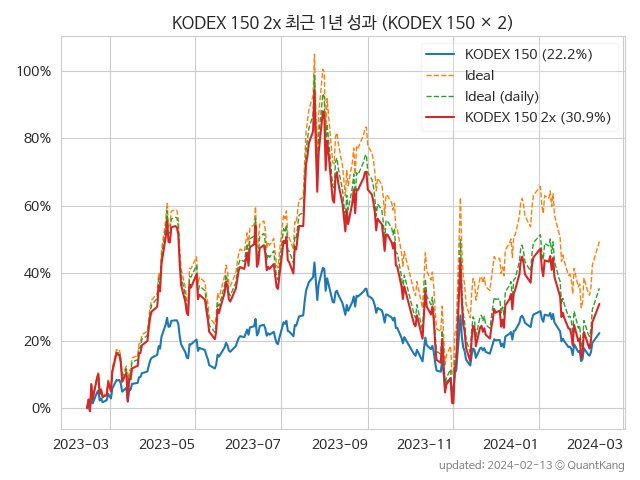 KODEX 150 2x 최근 1년 성과 (KODEX 150 × 2)
KODEX 150 (22.2%)
Ideal
Ideal (daily)
KODEX 150 2x (30.9%)
100%
80%
60%
40%
20%
0%
2023-03 2023-05 2023-07 2023-09 2023-11 2024-01 2024-03
updated: 2024-02-13 © QuantKang